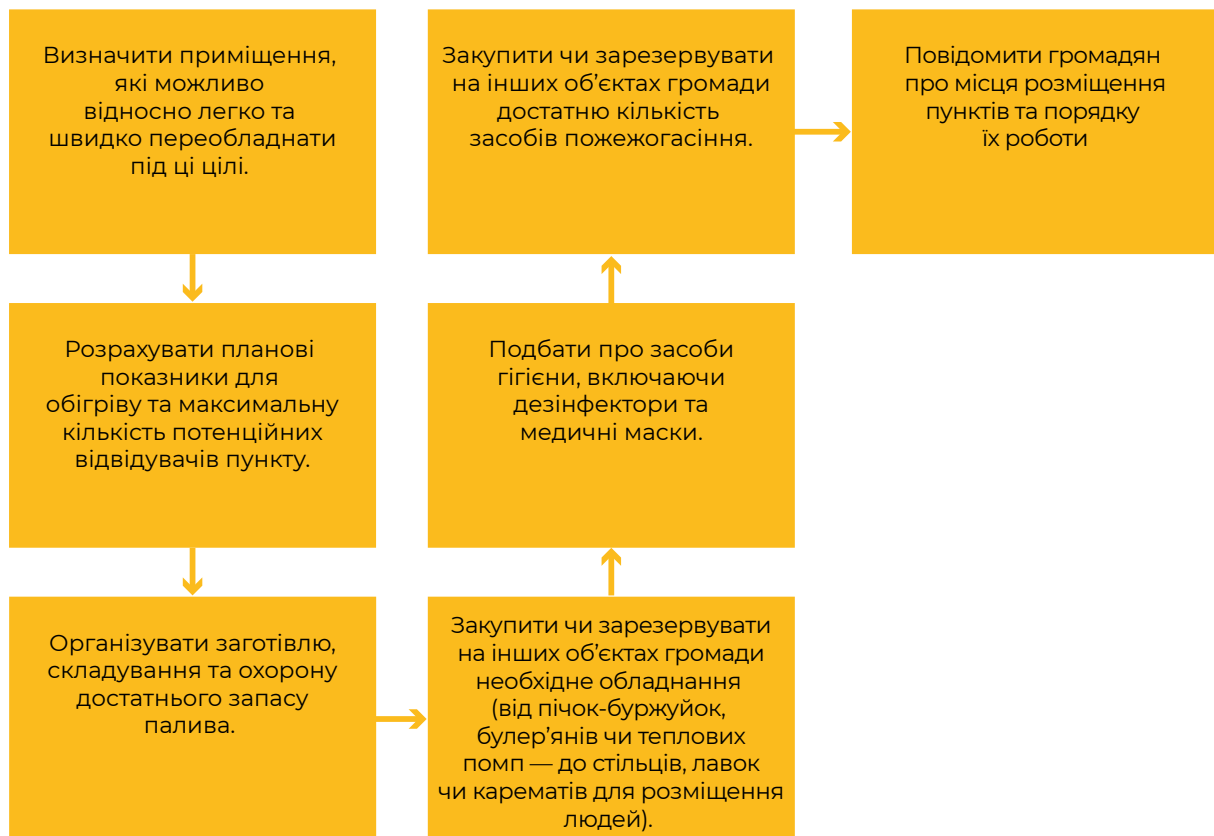 Визначити приміщення,
які можливо
відносно легко та
швидко переобладнати
під ці цілі.
Розрахувати планові
показники для
обігріву та максимальну
кількість потенційних
відвідувачів пункту.
Організувати заготівлю,
складування та охорону
достатнього запасу
палива.
Закупити чи зарезервувати
на інших об’єктах громади
необхідне обладнання
(від пічок-буржуйок,
булер’янів чи теплових
помп — до стільців, лавок
чи карематів для розміщення
людей).
Подбати про засоби
гігієни, включаючи
дезінфектори та
медичні маски.
Закупити чи зарезервувати
на інших об’єктах громади
достатню кількість
засобів пожежогасіння.
Повідомити громадян
про місця розміщення
пунктів та порядку
їх роботи